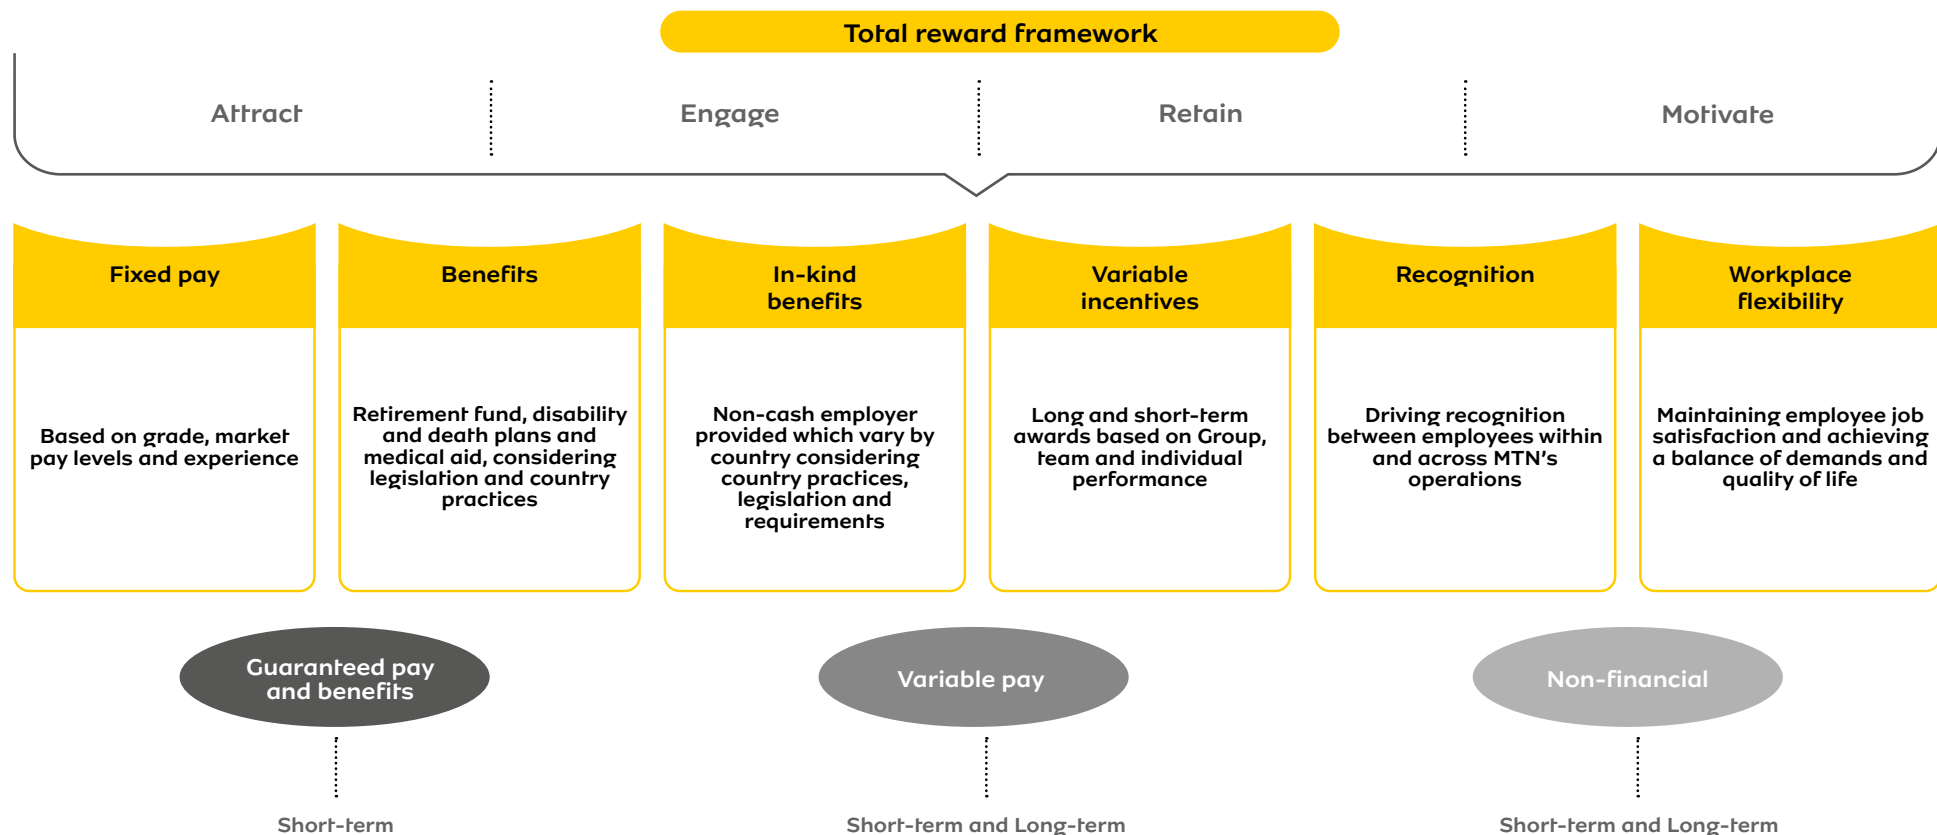 Total reward framework
Attract
Engage
Retain
Motivate
Fixed pay
Based on grade, market
pay levels and experience
Benefits
Retirement fund, disability
and death plans and
medical aid, considering
legislation and country
practices
In-kind
benefits
Non-cash employer
provided which vary by
country considering
country practices,
legislation and
requirements
Variable
incentives
Long and short-term
awards based on Group,
team and individual
performance
Recognition
Driving recognition
between employees within
and across MTN's
operations
Workplace
flexibility
Maintaining employee job
satisfaction and achieving
a balance of demands and
quality of life
Guaranteed pay
and benefits
Variable pay
Non-financial
Short-term
Short-term and Long-term
Short-term and Long-term